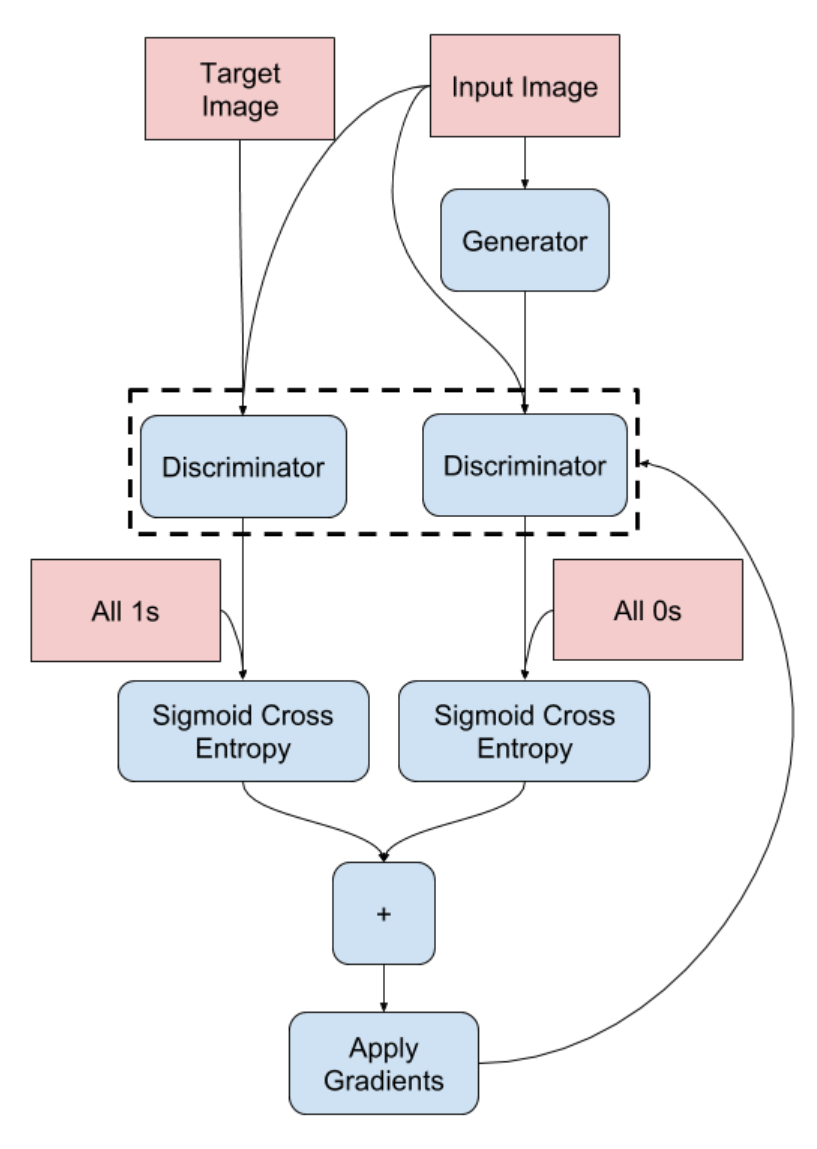 Target
Image
Input Image
Generator
Discriminator
Discriminator
All 1s
All 0s
Sigmoid Cross
Entropy
Sigmoid Cross
Entropy
+
Apply
Gradients